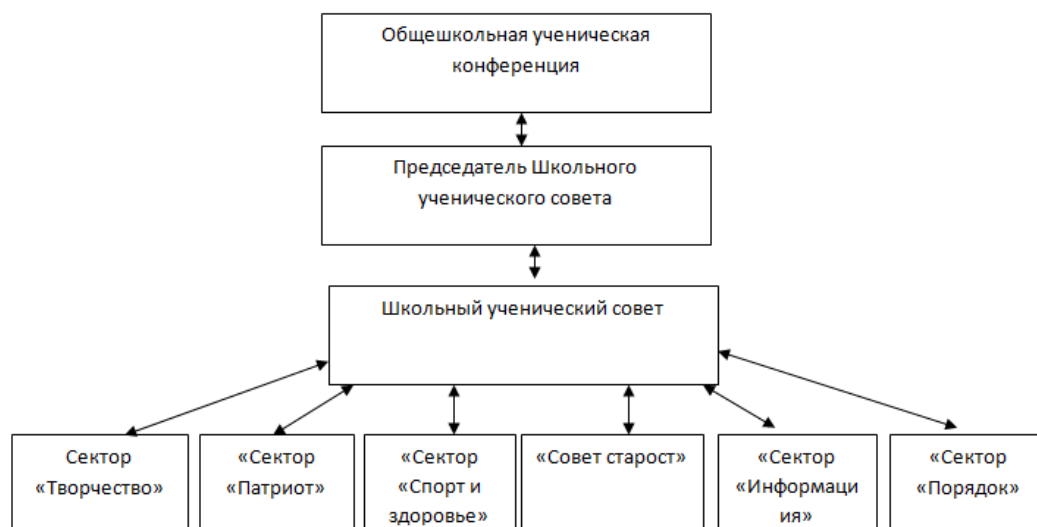 Общешкольная ученическая
конференция
Председатель Школьного
ученического совета
Школьный ученический совет
Сектор
«Творчество»
«Сектор
«Патриот»
«Сектор
«Спорт и
здоровье»
«Совет старост»
«Сектор
«Информаци
ия»
«Сектор
«Порядок»